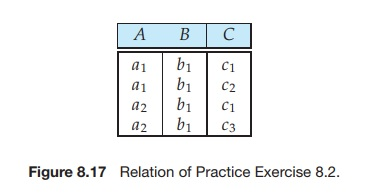 A B C
a₁ b₁ c₁
a₁ b₁ c₂
a₂ b₁ c₁
a₂ b₁ c₃
Figure 8.17 Relation of Practice Exercise 8.2.